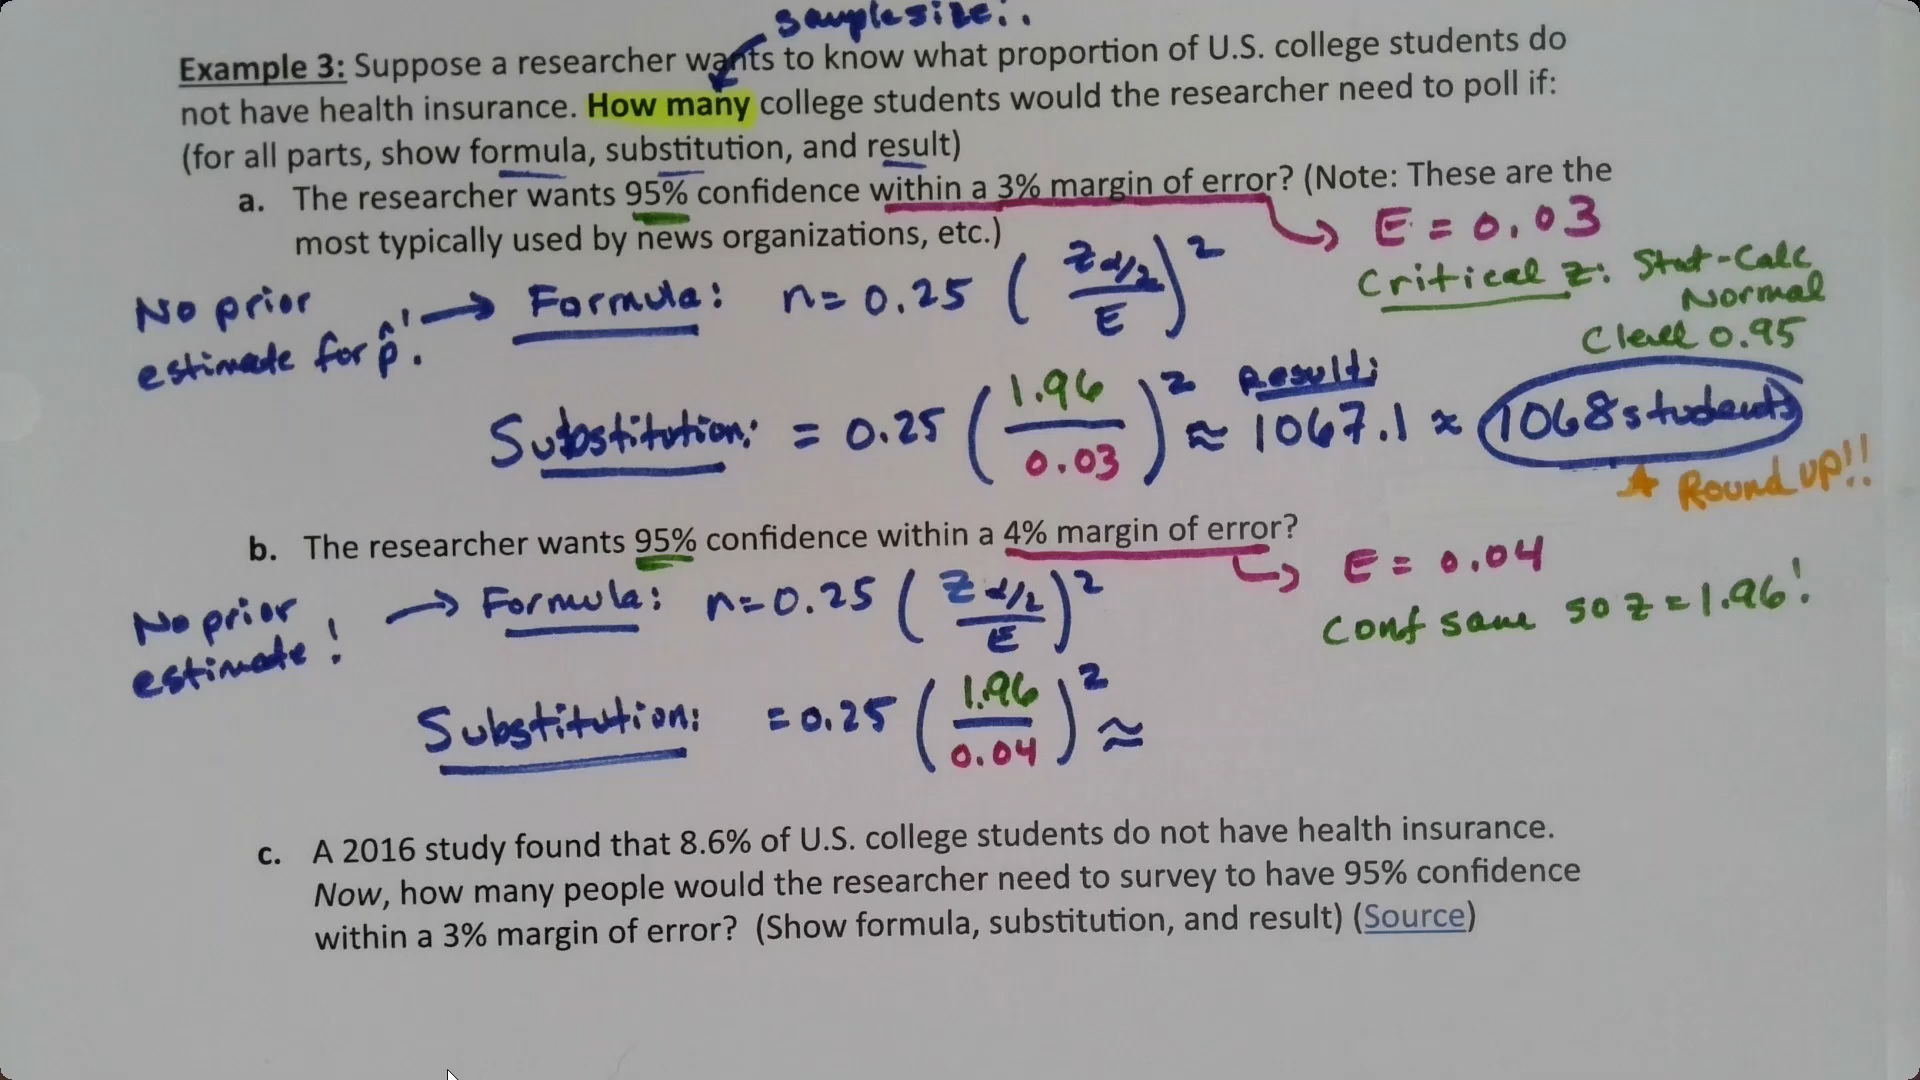 sample size..
Example 3: Suppose a researcher wants to know what proportion of U.S. college students do
not have health insurance. How many college students would the researcher need to poll if:
(for all parts, show formula, substitution, and result)
a. The researcher wants 95% confidence within a 3% margin of error? (Note: These are the
most typically used by news organizations, etc.)
E = 0.03
Critical z: Stat-Calc
Normal
C level 0.95
No prior
estimate for p̂!
→ Formula: n = 0.25 (Zα/2 / E)²
Substitution: = 0.25 (1.96 / 0.03)² ≈ 1067.1 ≈ 1068 students
Result:
★ Round up!!
b. The researcher wants 95% confidence within a 4% margin of error?
E = 0.04
Conf same so z = 1.96!
No prior
estimate!
→ Formula: n = 0.25 (Zα/2 / E)²
Substitution: = 0.25 (1.96 / 0.04)² ≈
c. A 2016 study found that 8.6% of U.S. college students do not have health insurance.
Now, how many people would the researcher need to survey to have 95% confidence
within a 3% margin of error? (Show formula, substitution, and result) (Source)